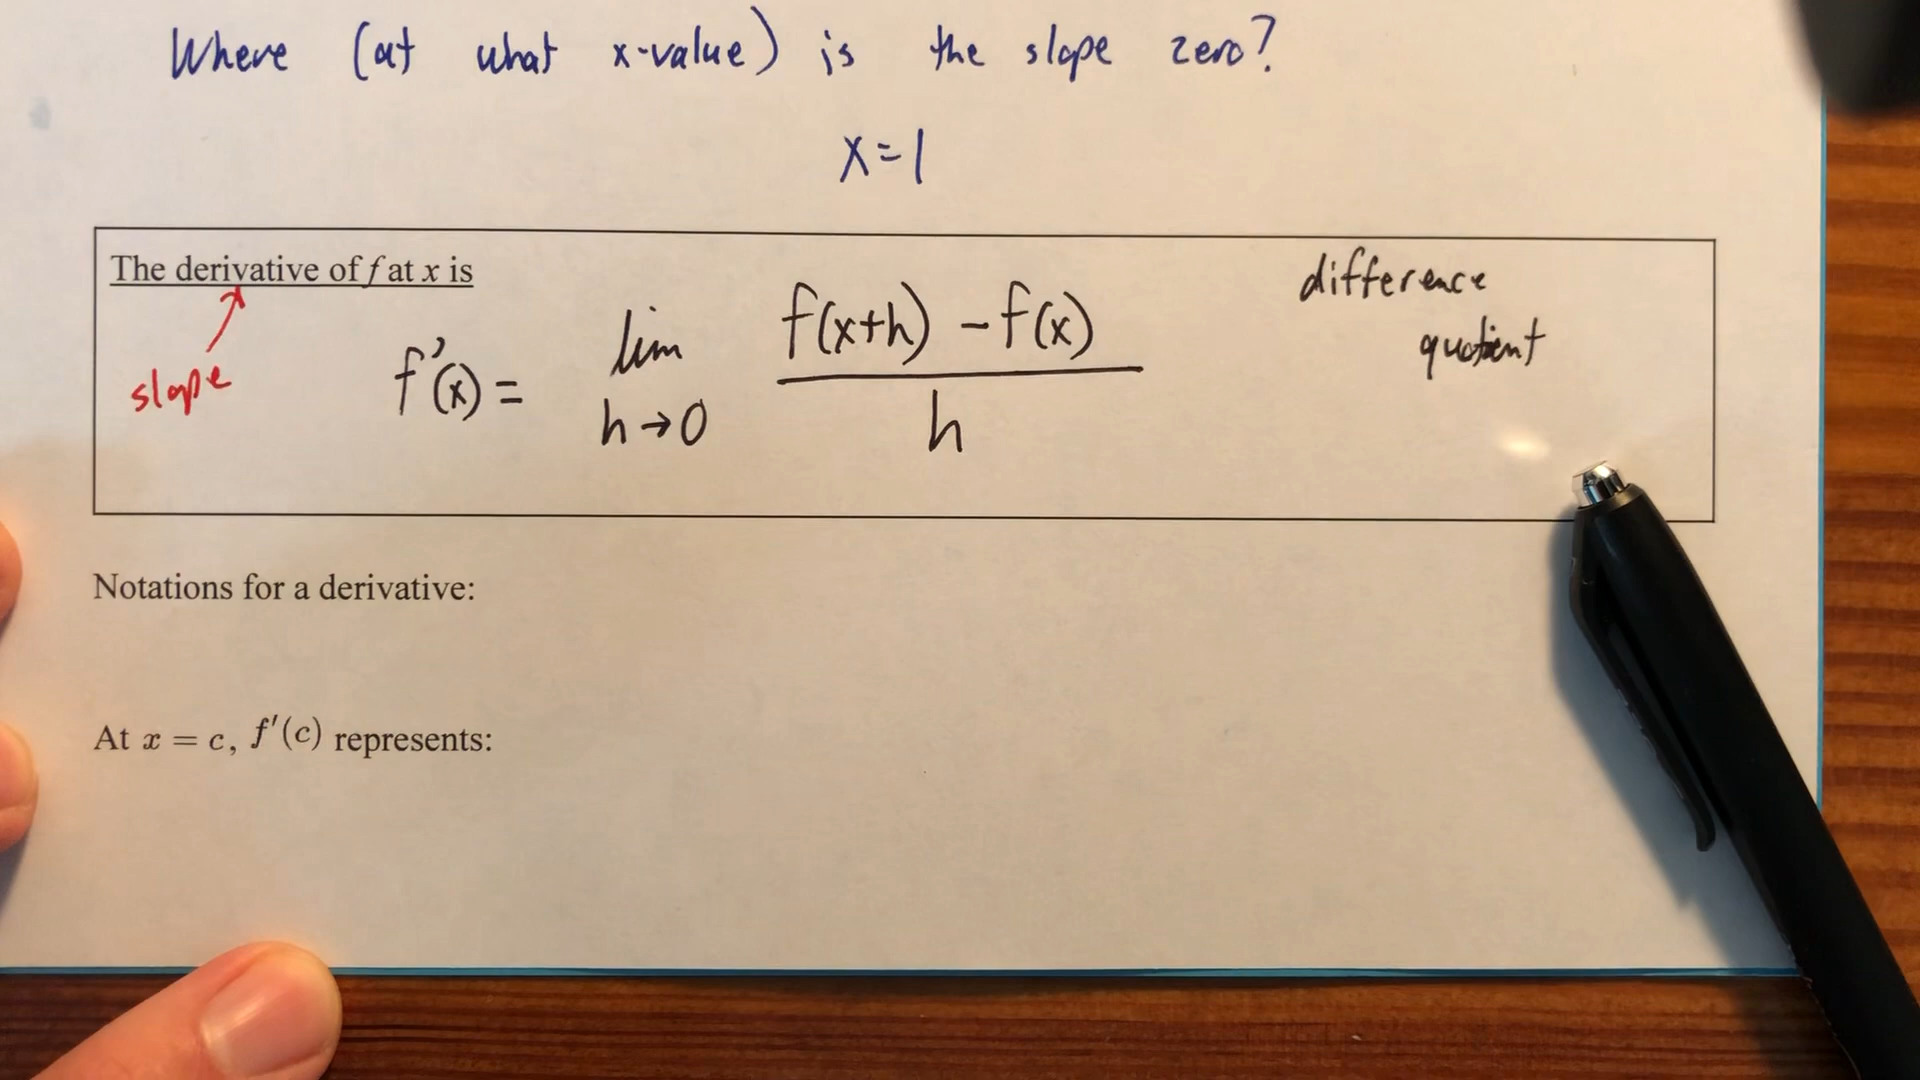 Where (at what x-value) is the slope zero?
x=1
The derivative of f at x is
slope
f'(x) = lim h→0 f(x+h) - f(x) / h
difference
quotient
Notations for a derivative:
At x = c, f'(c) represents: